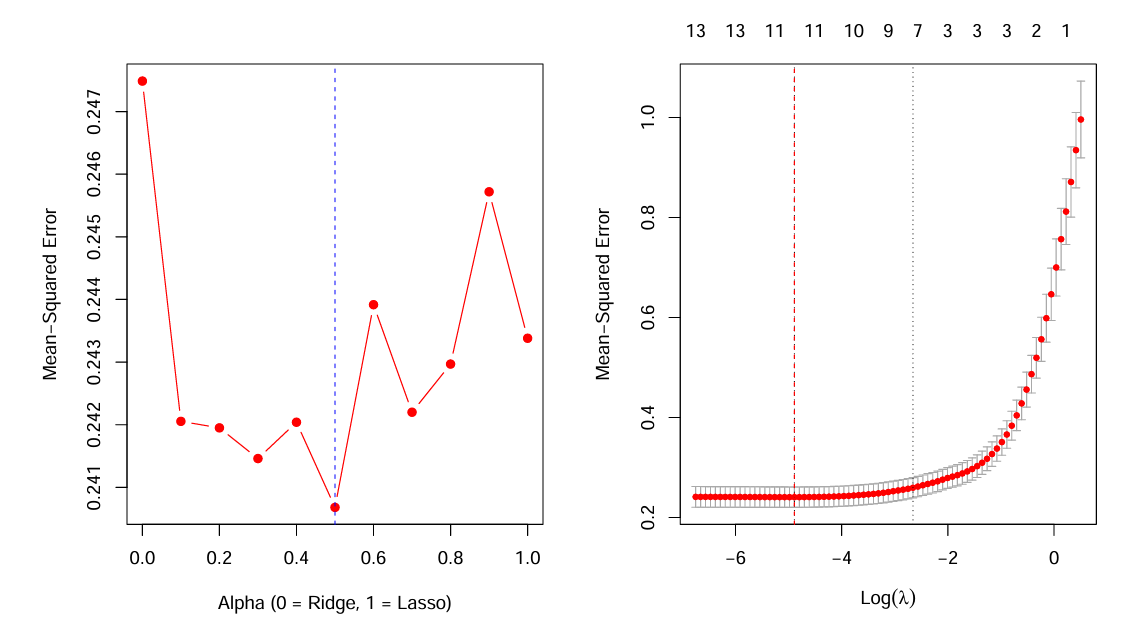 0.247
0.246
0.245
0.244
0.243
0.242
0.241
Mean−Squared Error
0.0 0.2 0.4 0.6 0.8 1.0
Alpha (0 = Ridge, 1 = Lasso)
13 13 11 11 10 9 7 3 3 3 2 1
1.0
0.8
0.6
0.4
0.2
Mean−Squared Error
−6 −4 −2 0
Log(λ)